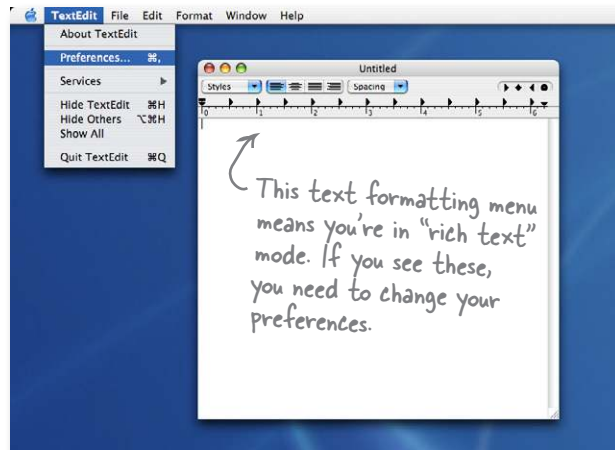 TextEdit File Edit Format Window Help
About TextEdit
Preferences... ⌘,
Services
Hide TextEdit ⌘H
Hide Others ⌥⌘H
Show All
Quit TextEdit ⌘Q
Untitled
Styles Spacing
0 1 2 3 4 5 6
This text formatting menu
means you're in "rich text"
mode. If you see these,
you need to change your
preferences.